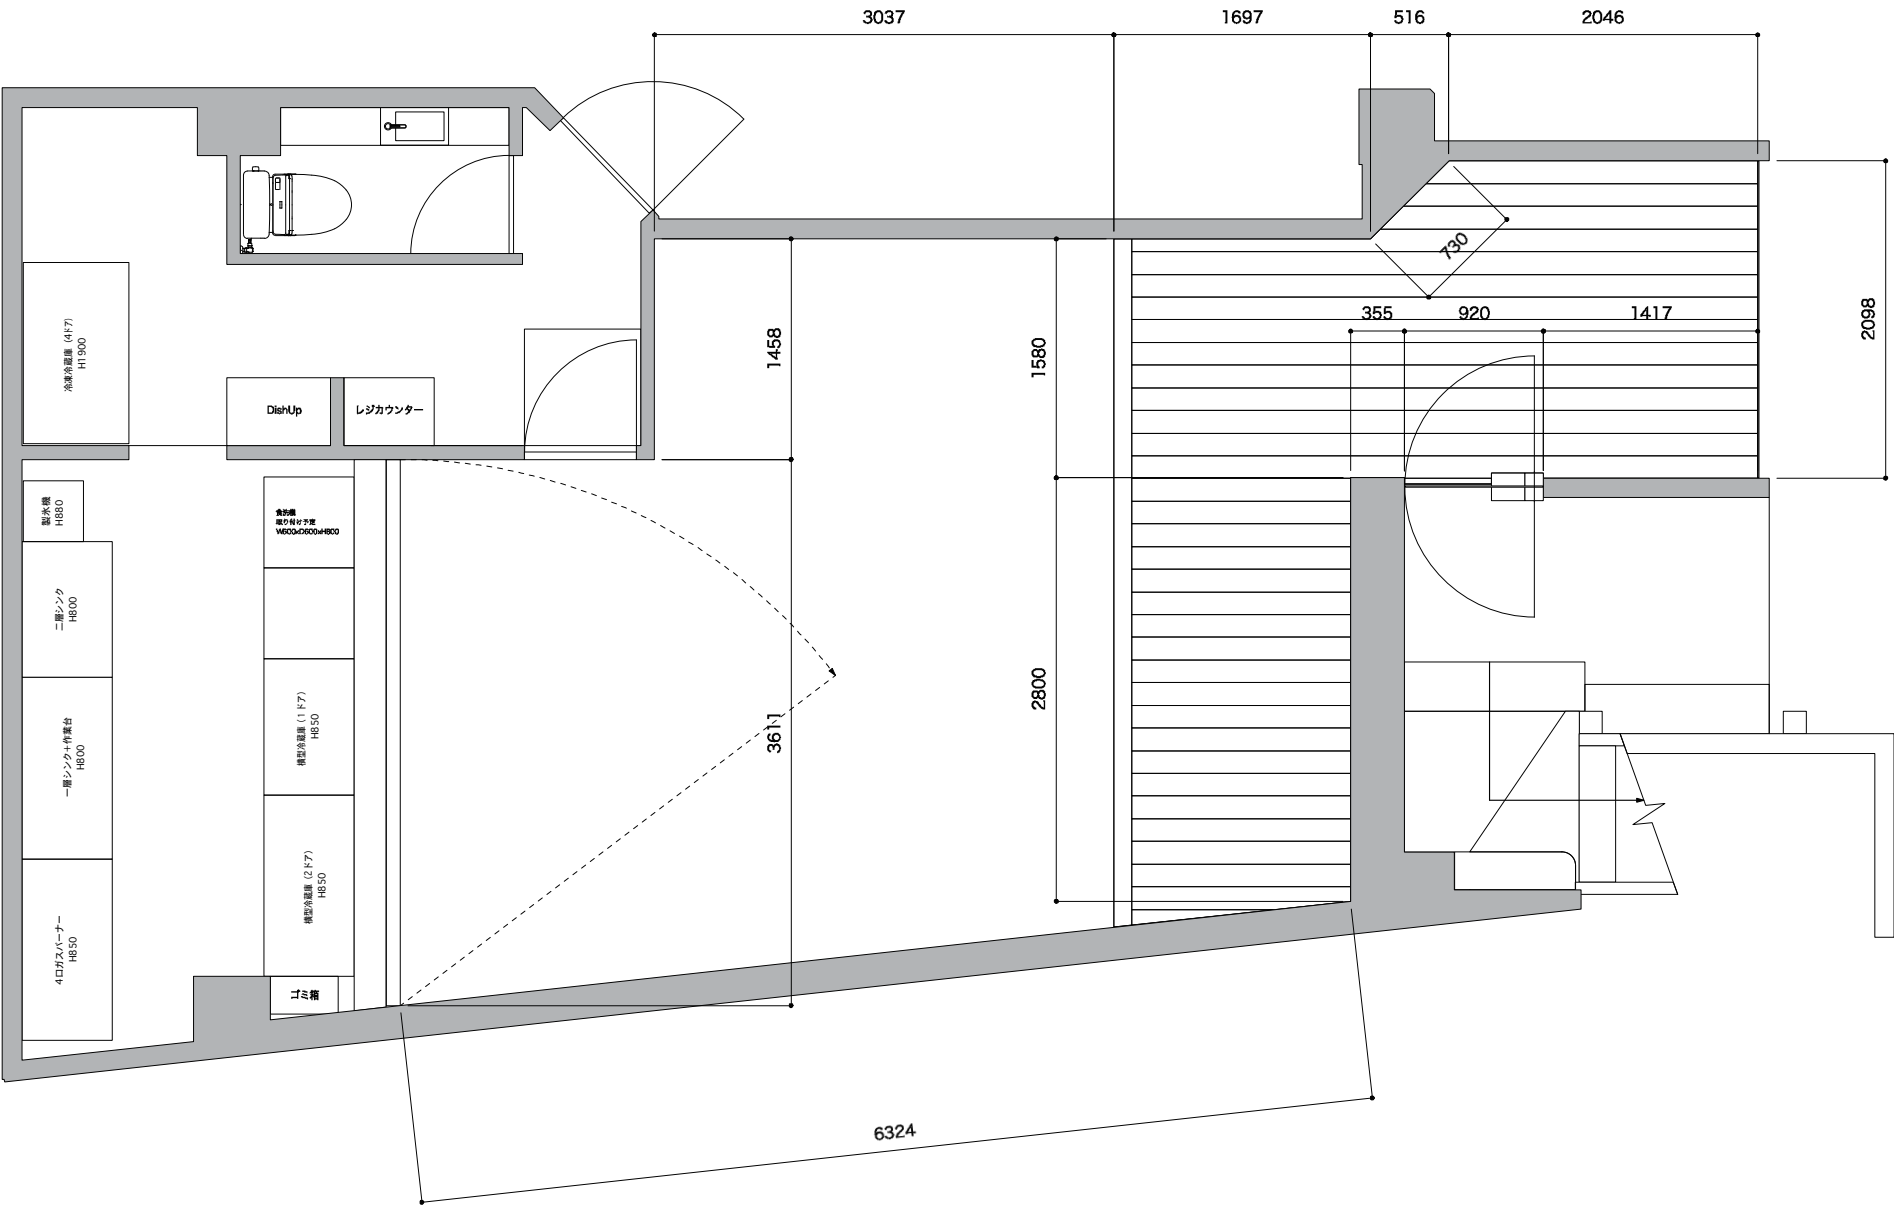 3037
1697
516
2046
730
2098
355
920
1417
1458
1580
冷凍冷蔵庫（4ドア）
H1900
DishUp
レジカウンター
製氷機
H880
食洗機
取り付け予定
W600xD600xH800
二層シンク
H800
一層シンク+作業台
H800
横型冷蔵庫（1ドア）
H850
3611
2800
横型冷蔵庫（2ドア）
H850
4口ガスバーナー
H850
ゴミ箱
6324